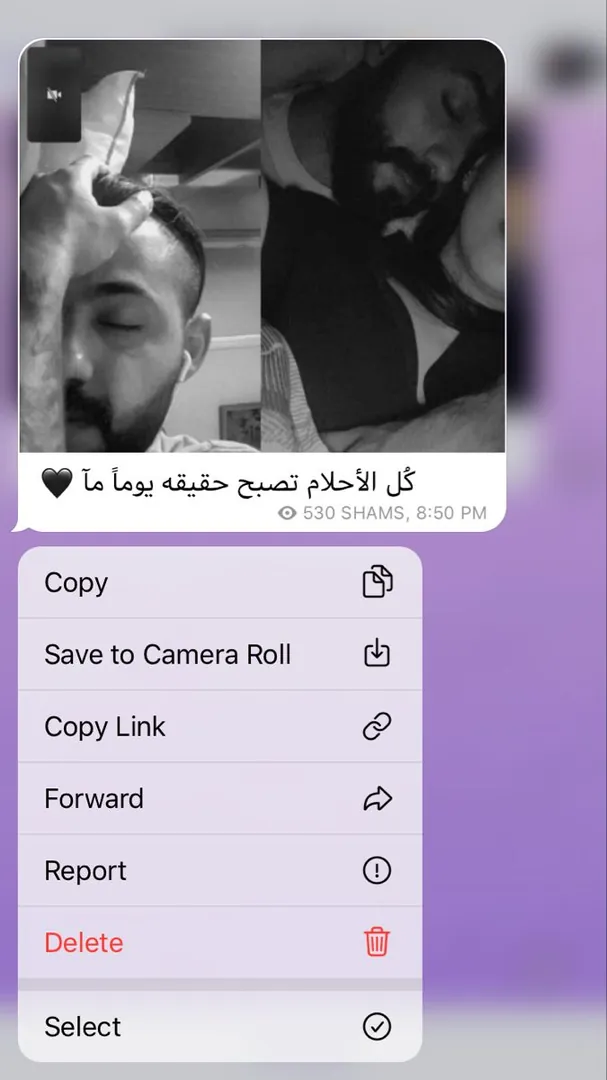 كُل الأحلام تصبح حقيقه يوماً مآ 🖤
530 SHAMS, 8:50 PM
Copy
Save to Camera Roll
Copy Link
Forward
Report
Delete
Select